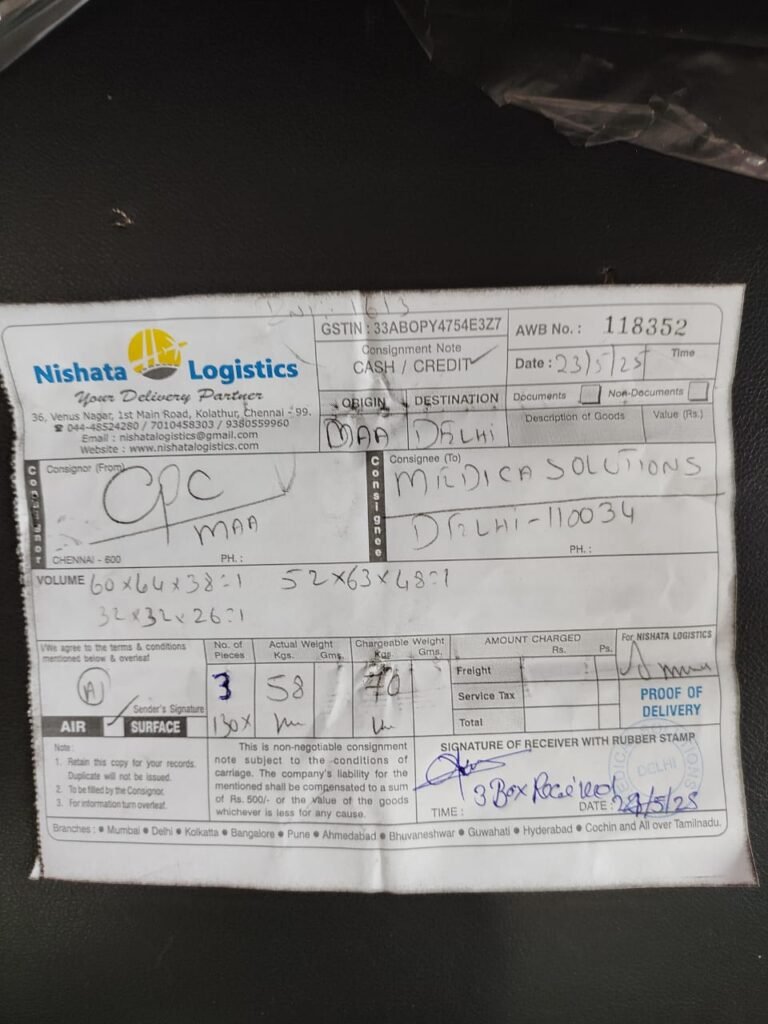 GSTIN : 33ABOPY4754E3Z7
AWB No. : 118352
Nishata Logistics
Your Delivery Partner
36, Venus Nagar, 1st Main Road, Kolathur, Chennai - 99.
☎ 044-48524280 / 7010458303 / 9380559960
Email : nishatalogistics@gmail.com
Website : www.nishatalogistics.com
Consignment Note
CASH / CREDIT
Date : 23/5/25 Time
ORIGIN DESTINATION
Documents Non-Documents
MAA DELHI
Description of Goods Value (Rs.)
Consignor
Consignor (From)
CPC
MAA
CHENNAI - 600 PH. :
Consignee
Consignee (To)
MEDICA SOLUTIONS
DELHI-110034
PH. :
VOLUME 60x64x38=1 52x63x48=1
32x32x26=1
I/We agree to the terms & conditions
mentioned below & overleaf
A
Sender's Signature
AIR SURFACE
No. of Pieces
3
Actual Weight
Kgs. Gms.
58
Chargeable Weight
Kgs. Gms.
70
AMOUNT CHARGED
Rs. Ps.
Freight
Service Tax
Total
For NISHATA LOGISTICS
PROOF OF
DELIVERY
Note :
1. Retain this copy for your records.
Duplicate will not be issued.
2. To be filled by the Consignor.
3. For information turn overleaf.
This is non-negotiable consignment
note subject to the conditions of
carriage. The company's liability for the
mentioned shall be compensated to a sum
of Rs. 500/- or the value of the goods
whichever is less for any cause.
SIGNATURE OF RECEIVER WITH RUBBER STAMP
DELHI
3 Box Received
TIME : DATE : 28/5/25
Branches : • Mumbai • Delhi • Kolkatta • Bangalore • Pune • Ahmedabad • Bhuvaneshwar • Guwahati • Hyderabad • Cochin and All over Tamilnadu.